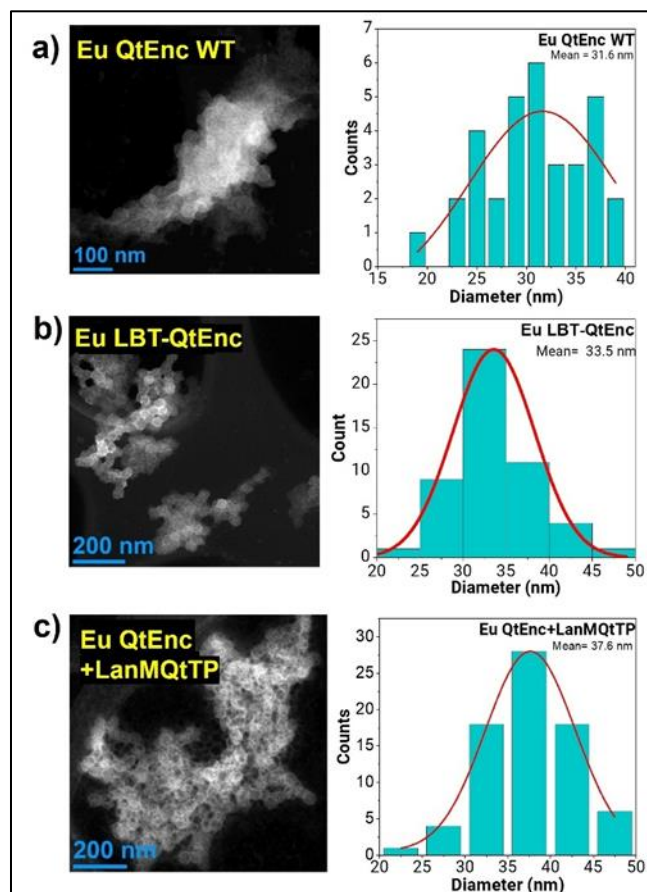 a)
Eu QtEnc WT
100 nm
Eu QtEnc WT
Mean = 31.6 nm
Counts
7
6
5
4
3
2
1
0
15 20 25 30 35 40
Diameter (nm)
b)
Eu LBT-QtEnc
200 nm
Eu LBT-QtEnc
Mean= 33.5 nm
Count
25
20
15
10
5
0
20 25 30 35 40 45 50
Diameter (nm)
c)
Eu QtEnc
+LanMQtTP
200 nm
Eu QtEnc+LanMQtTP
Mean= 37.6 nm
Counts
30
25
20
15
10
5
0
20 25 30 35 40 45 50
Diameter (nm)